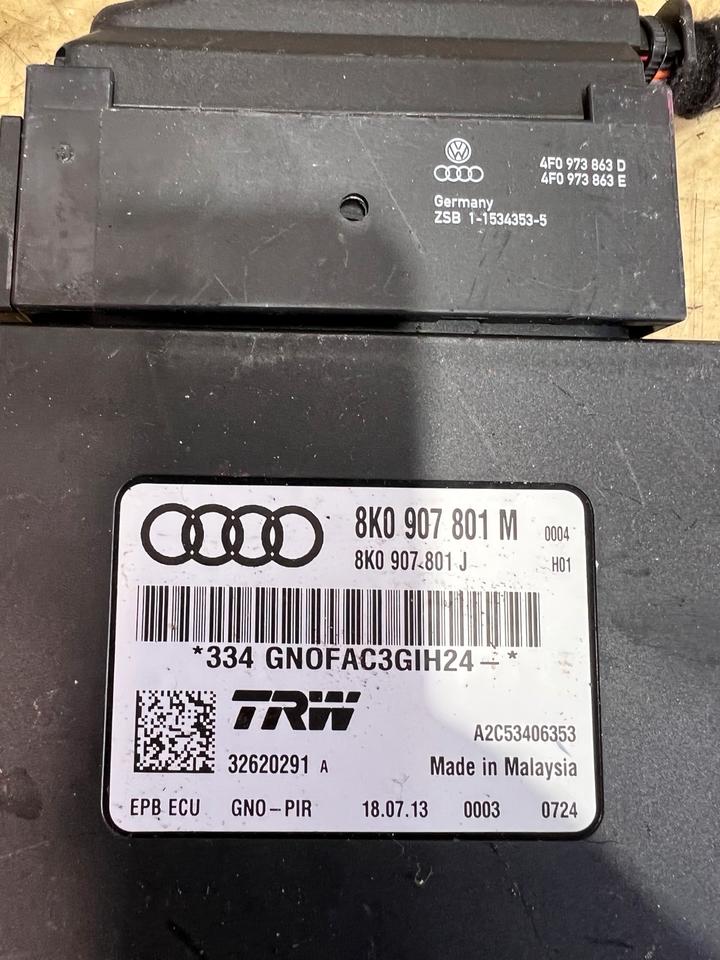 4F0 973 863 D
4F0 973 863 E
Germany
ZSB 1-1534353-5
8K0 907 801 M 0004
8K0 907 801 J H01
*334 GNOFAC3GIH24-*
TRW
A2C53406353
32620291 A Made in Malaysia
EPB ECU GNO-PIR 18.07.13 0003 0724